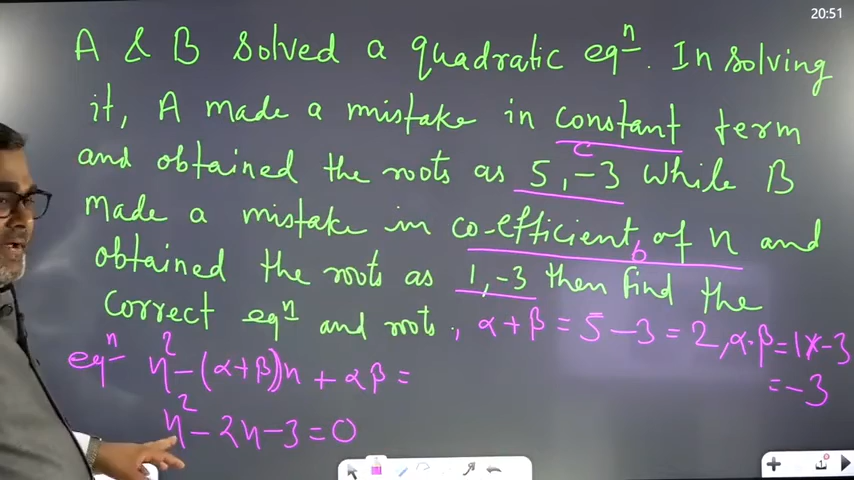 20:51
A & B Solved a quadratic eqⁿ. In solving
it, A made a mistake in constant term
c
and obtained the roots as 5, -3 while B
made a mistake in co-efficient of x and
b
obtained the roots as 1, -3 then find the
correct eqⁿ and roots.
α + β = 5 - 3 = 2, α·β = 1 x -3
= -3
eqⁿ x² - (α + β)x + αβ =
x² - 2x - 3 = 0